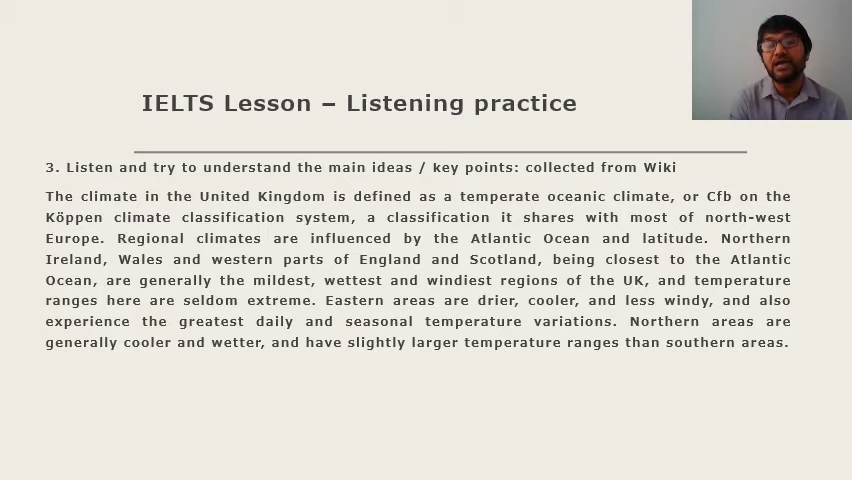 IELTS Lesson – Listening practice
3. Listen and try to understand the main ideas / key points: collected from Wiki
The climate in the United Kingdom is defined as a temperate oceanic climate, or Cfb on the
Köppen climate classification system, a classification it shares with most of north-west
Europe. Regional climates are influenced by the Atlantic Ocean and latitude. Northern
Ireland, Wales and western parts of England and Scotland, being closest to the Atlantic
Ocean, are generally the mildest, wettest and windiest regions of the UK, and temperature
ranges here are seldom extreme. Eastern areas are drier, cooler, and less windy, and also
experience the greatest daily and seasonal temperature variations. Northern areas are
generally cooler and wetter, and have slightly larger temperature ranges than southern areas.